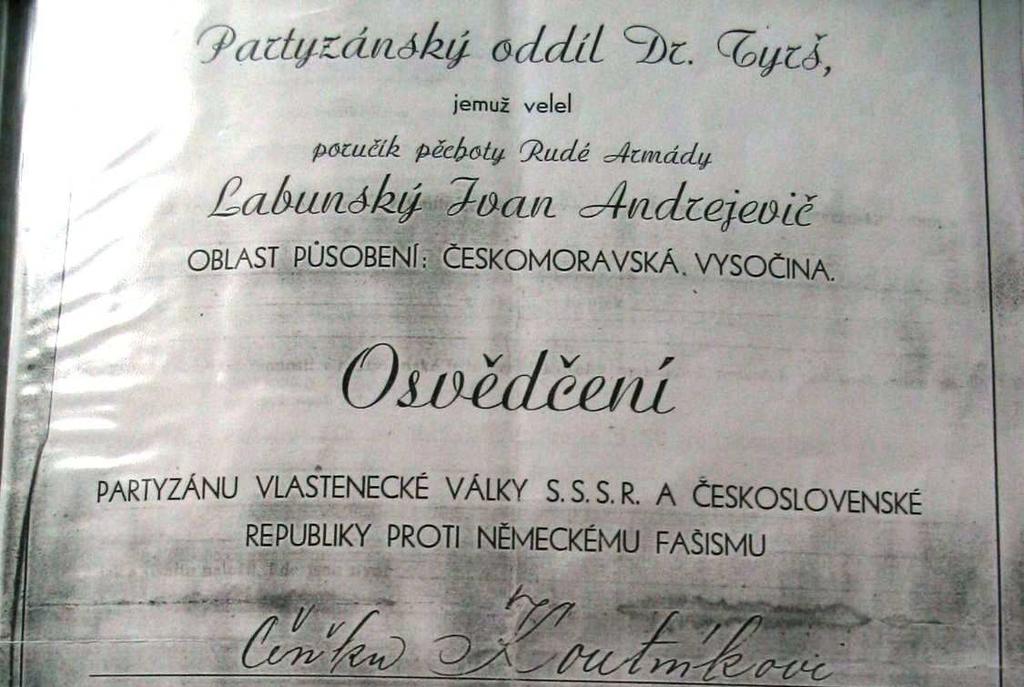 Partyzánský oddíl Dr. Tyrš,
jemuž velel
poručík pěchoty Rudé Armády
Labunský Ivan Andrejevič
OBLAST PŮSOBENÍ: ČESKOMORAVSKÁ. VYSOČINA.
Osvědčení
PARTYZÁNU VLASTENECKÉ VÁLKY S.S.S.R. A ČESKOSLOVENSKÉ
REPUBLIKY PROTI NĚMECKÉMU FAŠISMU
Čeňku Koutníkovi